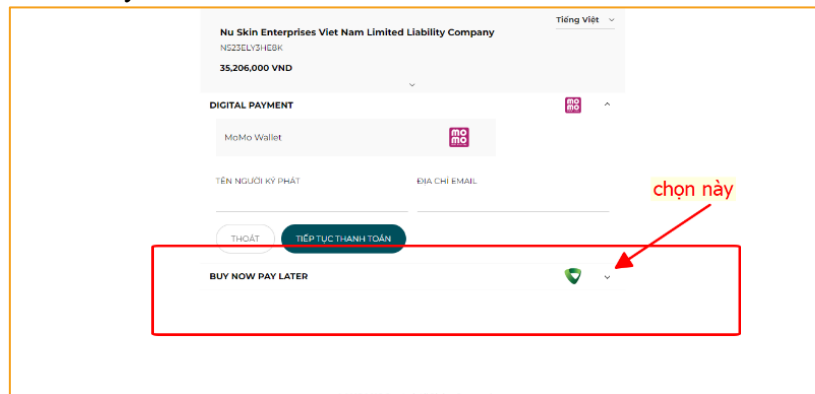 Nu Skin Enterprises Viet Nam Limited Liability Company
Tiếng Việt
NS23ELY3HE8K
35,206,000 VND
DIGITAL PAYMENT
mo mo
MoMo Wallet
mo mo
TÊN NGƯỜI KÝ PHÁT
ĐỊA CHỈ EMAIL
chọn này
THOÁT
TIẾP TỤC THANH TOÁN
BUY NOW PAY LATER